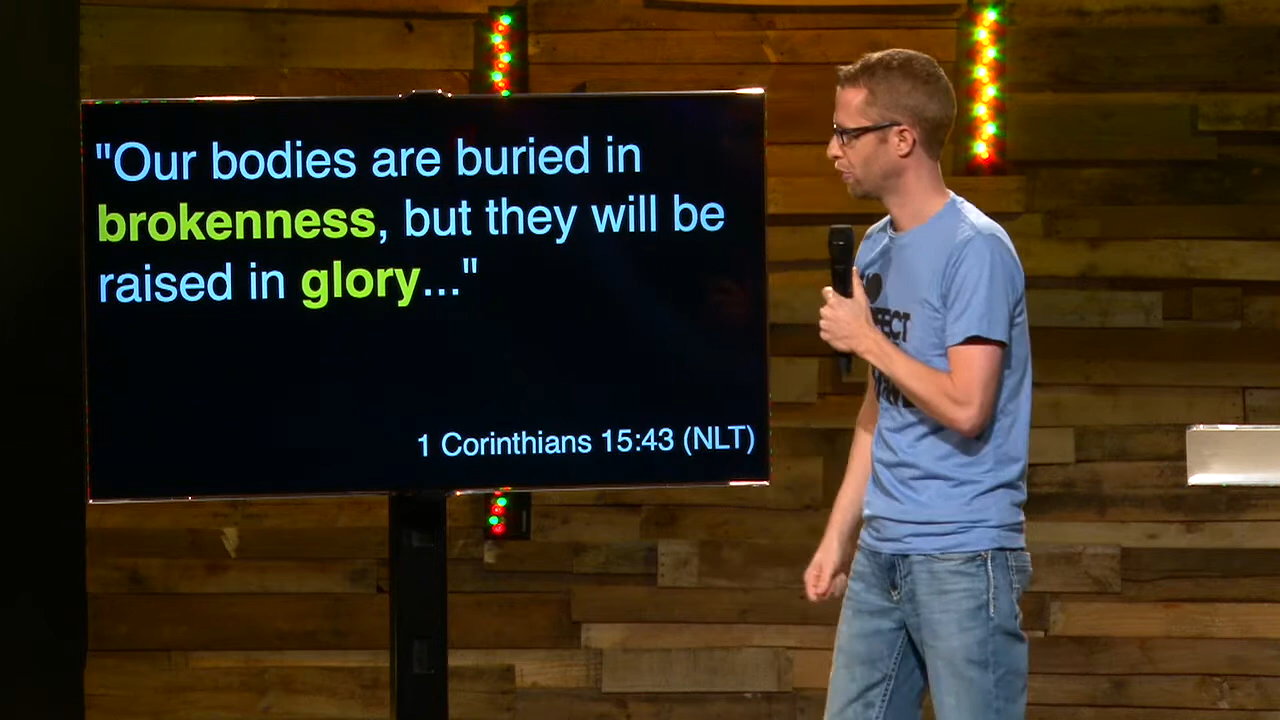 "Our bodies are buried in
brokenness, but they will be
raised in glory..."
1 Corinthians 15:43 (NLT)